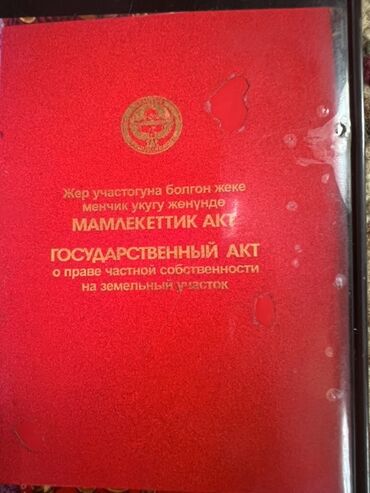 Жер участогуна болгон жеке
менчик укугу жөнүндө
МАМЛЕКЕТТИК АКТ
ГОСУДАРСТВЕННЫЙ АКТ
о праве частной собственности
на земельный участок